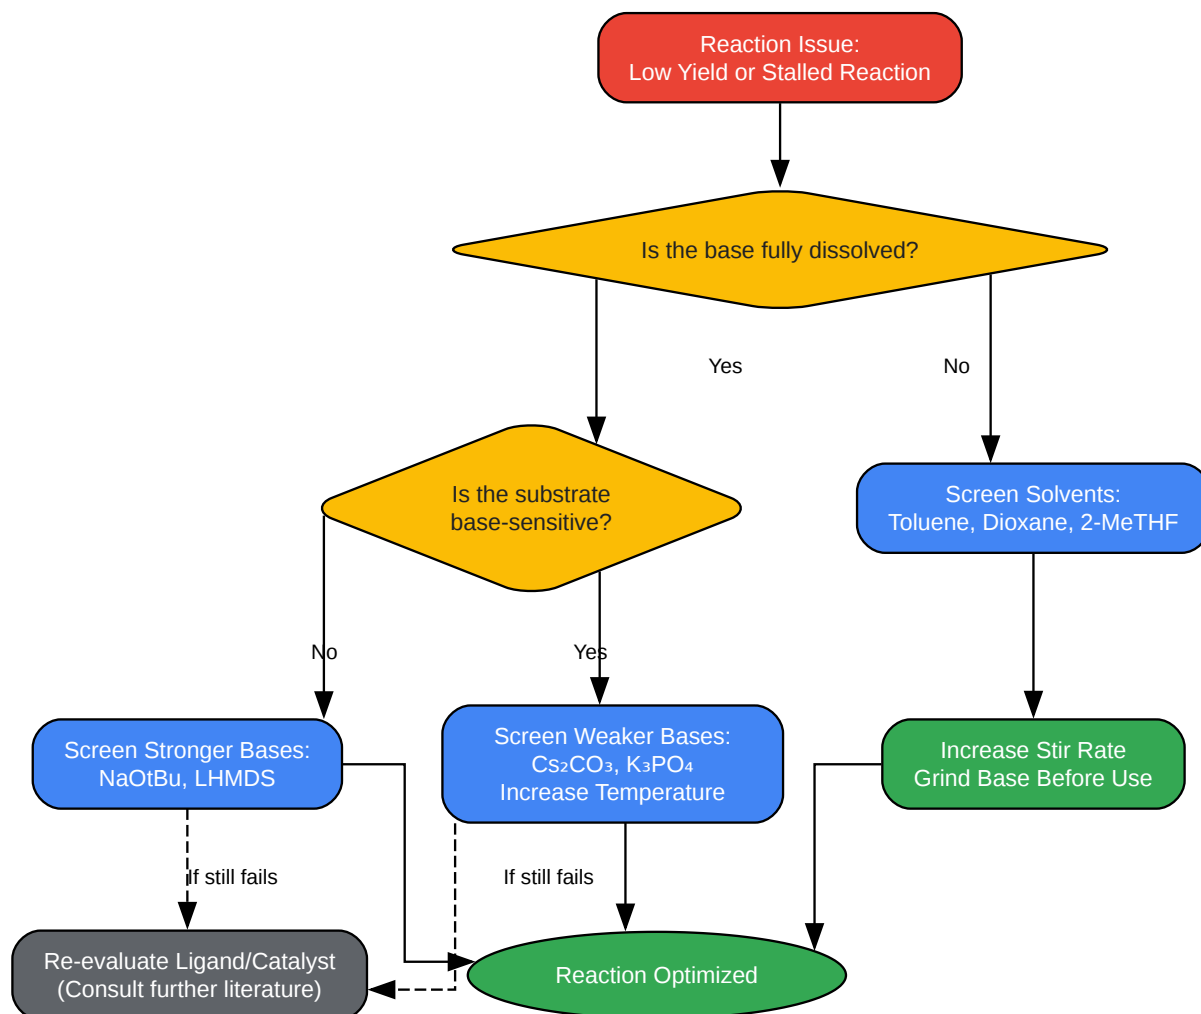 Reaction Issue:
Low Yield or Stalled Reaction
Is the base fully dissolved?
Yes
No
Is the substrate
base-sensitive?
Screen Solvents:
Toluene, Dioxane, 2-MeTHF
No
Yes
Screen Stronger Bases:
NaOtBu, LHMDS
Screen Weaker Bases:
Cs₂CO₃, K₃PO₄
Increase Temperature
Increase Stir Rate
Grind Base Before Use
If still fails
If still fails
Re-evaluate Ligand/Catalyst
(Consult further literature)
Reaction Optimized